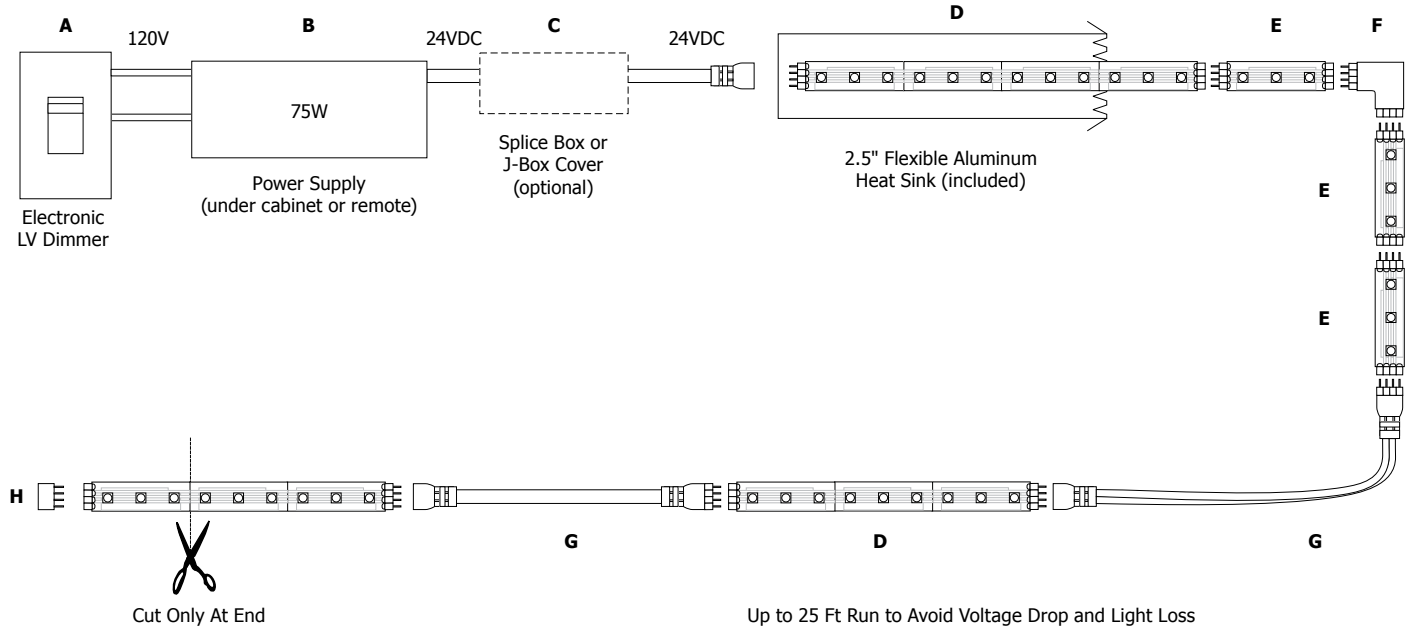 A
B
C
D
E
F
120V
24VDC
24VDC
75W
Splice Box or
J-Box Cover
(optional)
2.5" Flexible Aluminum
Heat Sink (included)
Power Supply
(under cabinet or remote)
Electronic
LV Dimmer
E
E
H
G
D
G
Cut Only At End
Up to 25 Ft Run to Avoid Voltage Drop and Light Loss